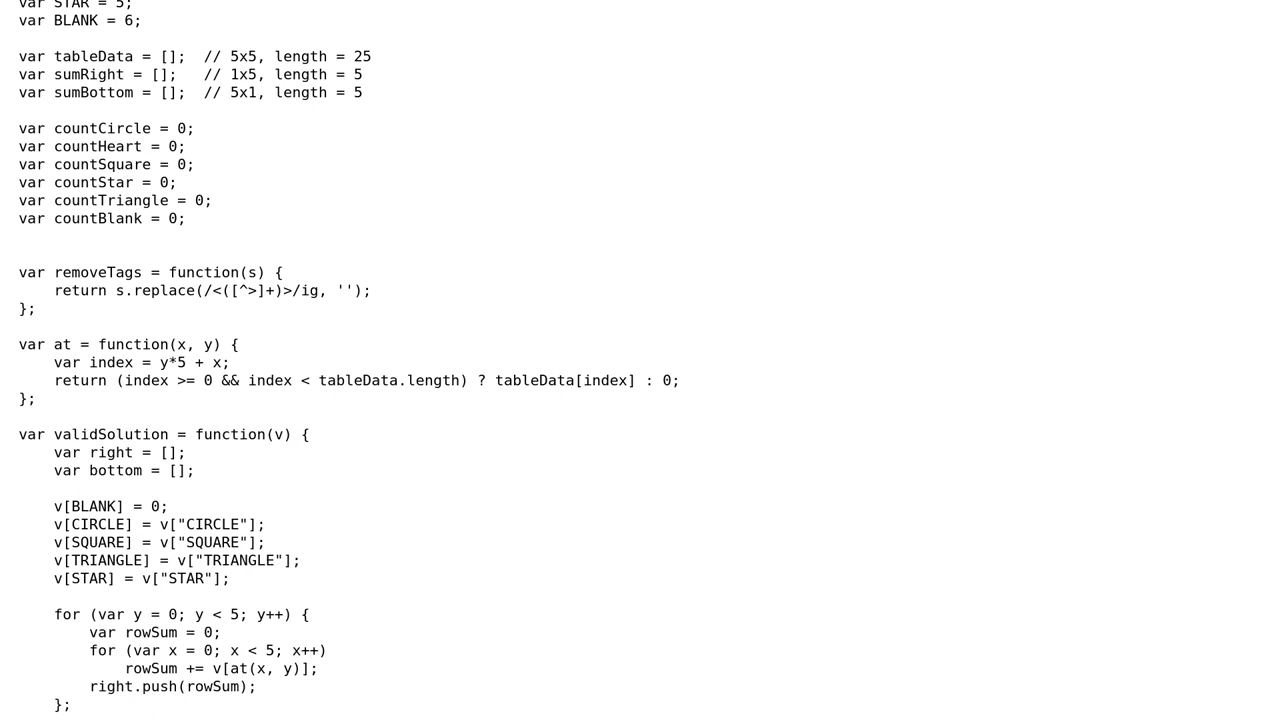 var STAR = 5;
var BLANK = 6;
var tableData = [];  // 5x5, length = 25
var sumRight = [];   // 1x5, length = 5
var sumBottom = [];  // 5x1, length = 5
var countCircle = 0;
var countHeart = 0;
var countSquare = 0;
var countStar = 0;
var countTriangle = 0;
var countBlank = 0;
var removeTags = function(s) {
    return s.replace(/<([^>]+)>/ig, '');
};
var at = function(x, y) {
    var index = y*5 + x;
    return (index >= 0 && index < tableData.length) ? tableData[index] : 0;
};
var validSolution = function(v) {
    var right = [];
    var bottom = [];
    v[BLANK] = 0;
    v[CIRCLE] = v["CIRCLE"];
    v[SQUARE] = v["SQUARE"];
    v[TRIANGLE] = v["TRIANGLE"];
    v[STAR] = v["STAR"];
    for (var y = 0; y < 5; y++) {
        var rowSum = 0;
        for (var x = 0; x < 5; x++)
            rowSum += v[at(x, y)];
        right.push(rowSum);
    };